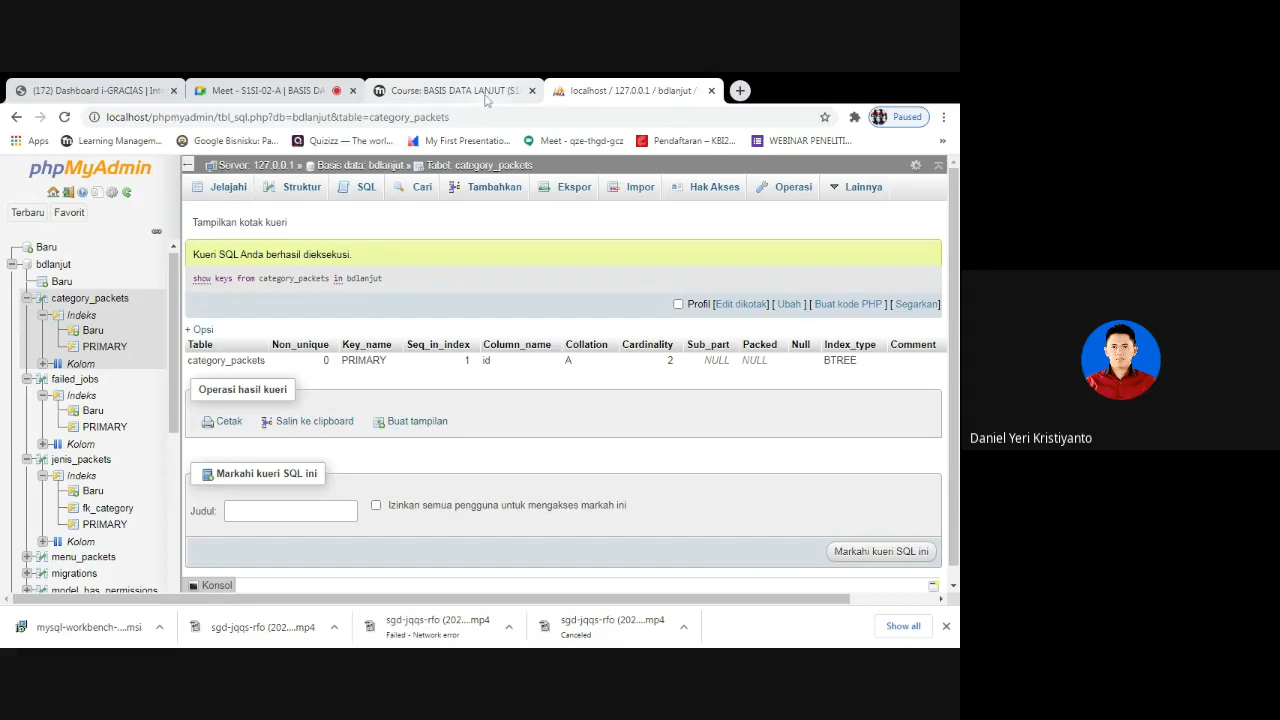 (172) Dashboard i-GRACIAS | Int
Meet - S1SI-02-A | BASIS DA
Course: BASIS DATA LANJUT (S1
localhost / 127.0.0.1 / bdlanjut /
localhost/phpmyadmin/tbl_sql.php?db=bdlanjut&table=category_packets
Paused
Apps
Learning Managem...
Google Bisnisku: Pa...
Quizizz — The worl...
My First Presentatio...
Meet - qze-thgd-gcz
Pendaftaran — KBI2...
WEBINAR PENELITI...
phpMyAdmin
Server: 127.0.0.1 » Basis data: bdlanjut » Tabel: category_packets
Jelajahi
Struktur
SQL
Cari
Tambahkan
Ekspor
Impor
Hak Akses
Operasi
Lainnya
Terbaru
Favorit
Baru
bdlanjut
Baru
category_packets
Indeks
Baru
PRIMARY
Kolom
failed_jobs
Indeks
Baru
PRIMARY
Kolom
jenis_packets
Indeks
Baru
fk_category
PRIMARY
Kolom
menu_packets
migrations
model_has_permissions
Tampilkan kotak kueri
Kueri SQL Anda berhasil dieksekusi.
show keys from category_packets in bdlanjut
Profil [Edit dikotak] [ Ubah ] [ Buat kode PHP ] [ Segarkan]
+ Opsi
Table Non_unique Key_name Seq_in_index Column_name Collation Cardinality Sub_part Packed Null Index_type Comment
category_packets 0 PRIMARY 1 id A 2 NULL NULL BTREE
Operasi hasil kueri
Cetak
Salin ke clipboard
Buat tampilan
Markahi kueri SQL ini
Judul:
Izinkan semua pengguna untuk mengakses markah ini
Markahi kueri SQL ini
Konsol
mysql-workbench-....msi
sgd-jqqs-rfo (202....mp4
sgd-jqqs-rfo (202....mp4
Failed - Network error
sgd-jqqs-rfo (202....mp4
Canceled
Show all
Daniel Yeri Kristiyanto